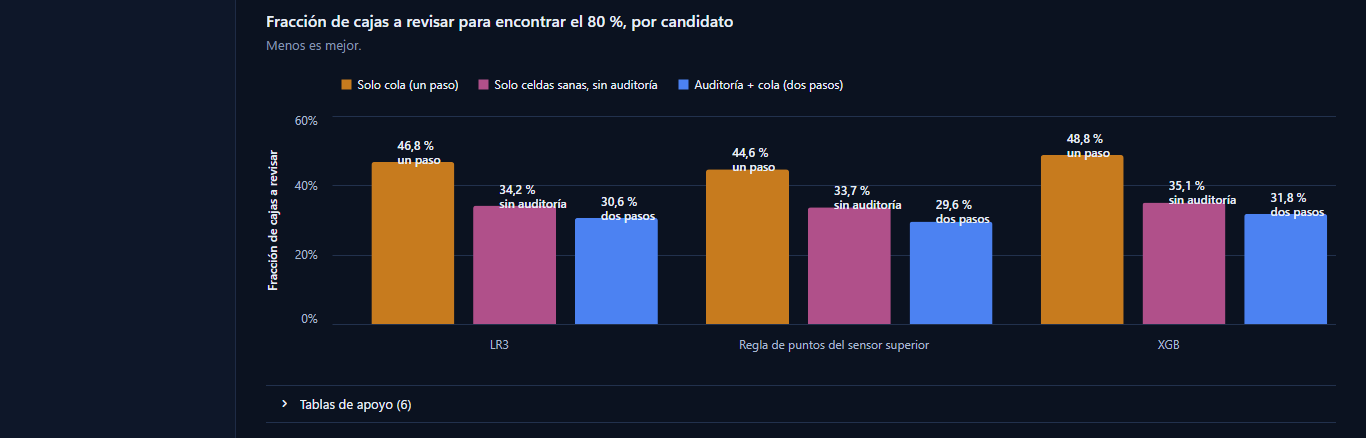 Fracción de cajas a revisar para encontrar el 80 %, por candidato
Menos es mejor.
Solo cola (un paso)
Solo celdas sanas, sin auditoría
Auditoría + cola (dos pasos)
Fracción de cajas a revisar
60%
40%
20%
0%
46,8 %
un paso
34,2 %
sin auditoría
30,6 %
dos pasos
44,6 %
un paso
33,7 %
sin auditoría
29,6 %
dos pasos
48,8 %
un paso
35,1 %
sin auditoría
31,8 %
dos pasos
LR3
Regla de puntos del sensor superior
XGB
Tablas de apoyo (6)